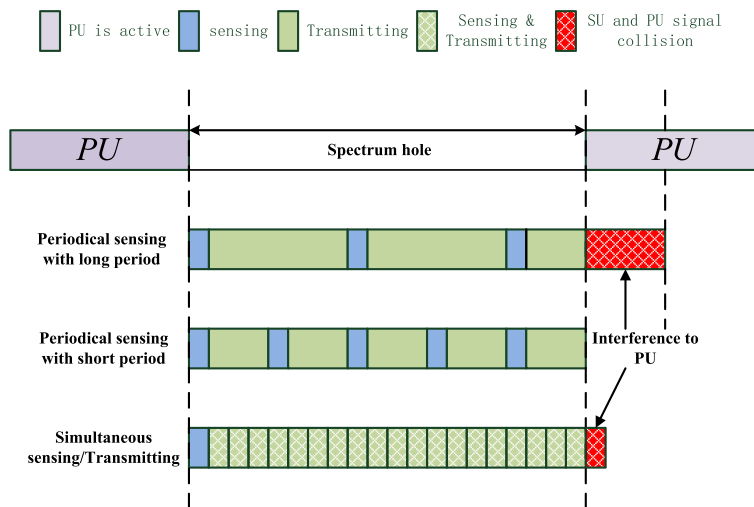 PU is active
sensing
Transmitting
Sensing &
Transmitting
SU and PU signal
collision
PU
Spectrum hole
PU
Periodical sensing
with long period
Periodical sensing
with short period
Interference to
PU
Simultaneous
sensing/Transmitting